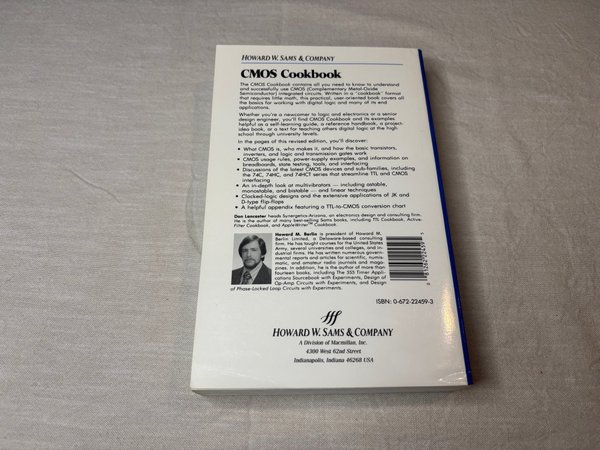 HOWARD W. SAMS & COMPANY
CMOS Cookbook
The CMOS Cookbook contains all you need to know to understand
and successfully use CMOS (Complementary Metal-Oxide
Semiconductor) integrated circuits. Written in a "cookbook" format
that requires little math, this practical, user-oriented book covers all
the basics for working with digital logic and many of its end
applications.
Whether you're a newcomer to logic and electronics or a senior
design engineer, you'll find CMOS Cookbook and its examples
helpful as a self-learning guide, a reference handbook, a project-
idea book, or a text for teaching others digital logic at the high
school through university levels.
In the pages of this revised edition, you'll discover:
• What CMOS is, who makes it, and how the basic transistors,
inverters, and logic and transmission gates work
• CMOS usage rules, power-supply examples, and information on
breadboards, state testing, tools, and interfacing
• Discussions of the latest CMOS devices and sub-families, including
the 74C, 74HC, and 74HCT series that streamline TTL and CMOS
interfacing
• An in-depth look at multivibrators — including astable,
monostable, and bistable — and linear techniques
• Clocked-logic designs and the extensive applications of JK and
D-type flip-flops
• A helpful appendix featuring a TTL-to-CMOS conversion chart
Don Lancaster heads Synergetics Arizona, an electronics design and consulting firm.
He is the author of many best-selling Sams books, including TTL Cookbook, Active-
Filter Cookbook, and AppleWriter™ Cookbook.
Howard M. Berlin is president of Howard M.
Berlin Limited, a Delaware-based consulting
firm. He has taught courses for the United States
Army, several universities and colleges, and in-
dustrial firms. He has written numerous govern-
mental reports and articles for scientific, numis-
matic, and amateur radio journals and maga-
zines. In addition, he is the author of more than
fourteen books, including The 555 Timer Appli-
cations Sourcebook with Experiments, Design of
Op-Amp Circuits with Experiments, and Design
of Phase-Locked Loop Circuits with Experiments.
ISBN: 0-672-22459-3
HOWARD W. SAMS & COMPANY
A Division of Macmillan, Inc.
4300 West 62nd Street
Indianapolis, Indiana 46268 USA